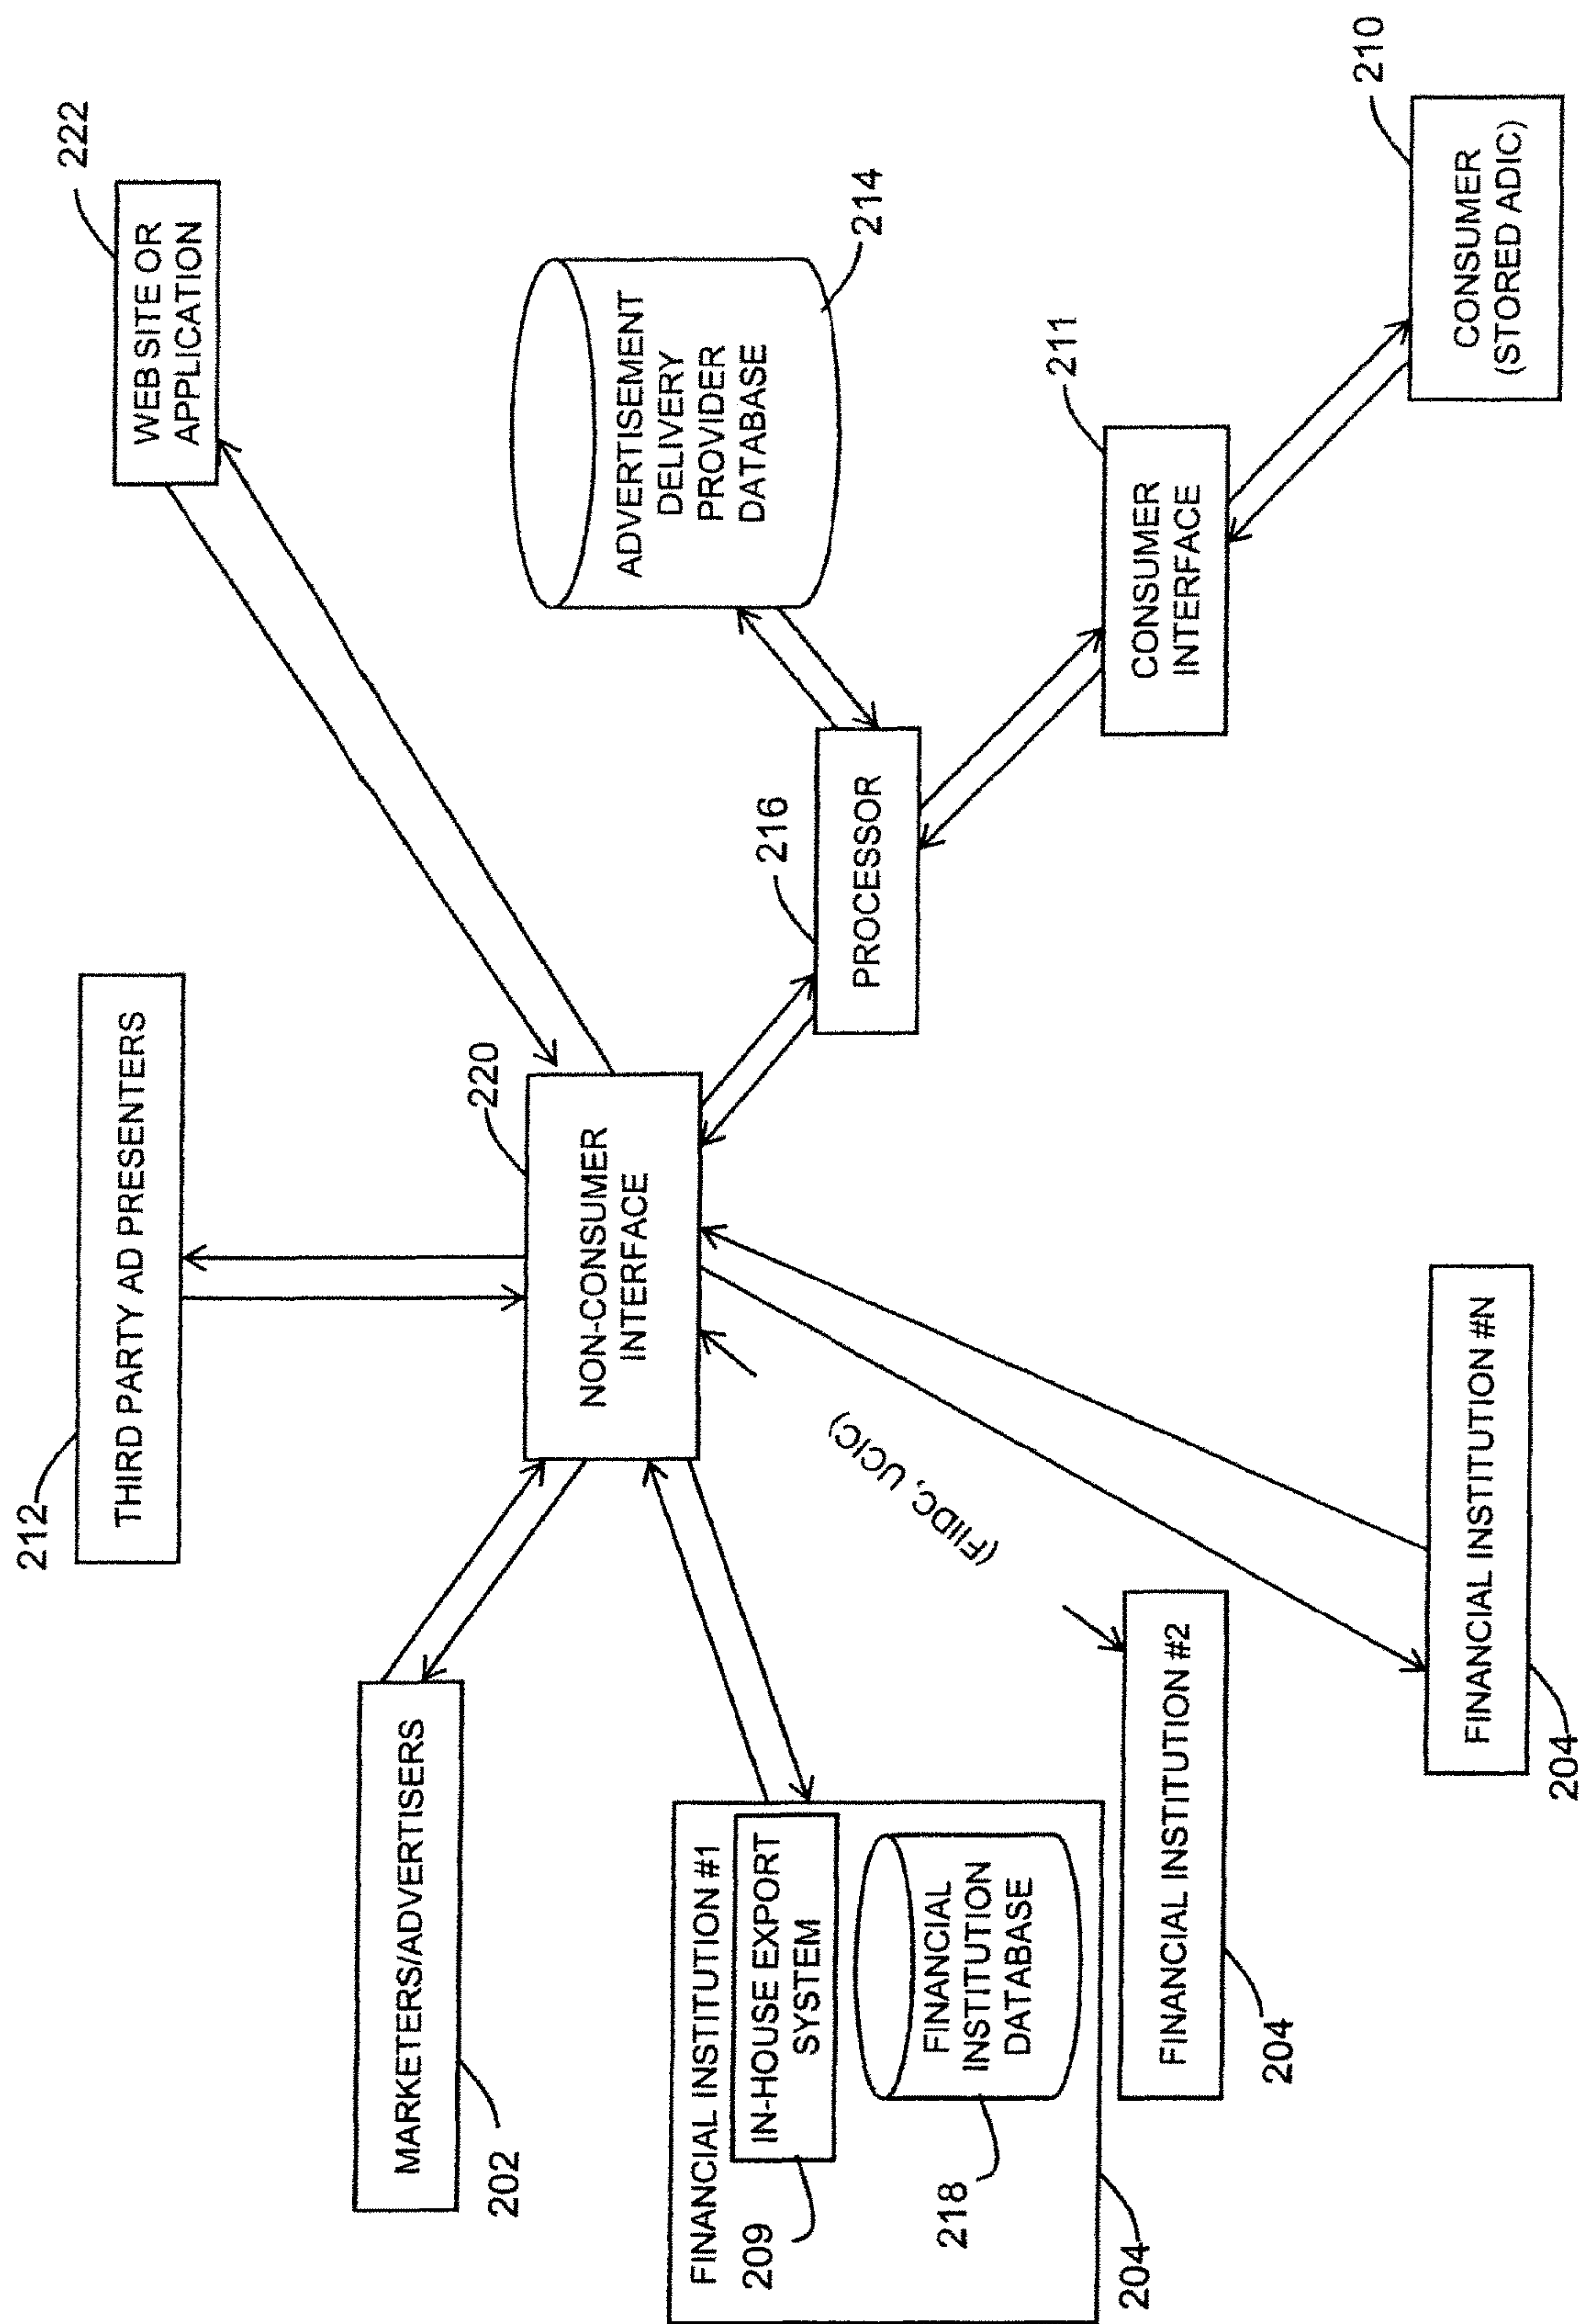 212
THIRD PARTY AD PRESENTERS
222
WEB SITE OR
APPLICATION
MARKETERS/ADVERTISERS
202
220
NON-CONSUMER
INTERFACE
ADVERTISEMENT
DELIVERY
PROVIDER
DATABASE
214
FINANCIAL INSTITUTION #1
IN-HOUSE EXPORT
SYSTEM
209
FINANCIAL
INSTITUTION
DATABASE
218
204
(FIIDC, UCIC)
216
PROCESSOR
211
CONSUMER
INTERFACE
FINANCIAL INSTITUTION #2
204
FINANCIAL INSTITUTION #N
204
210
CONSUMER
(STORED ADIC)